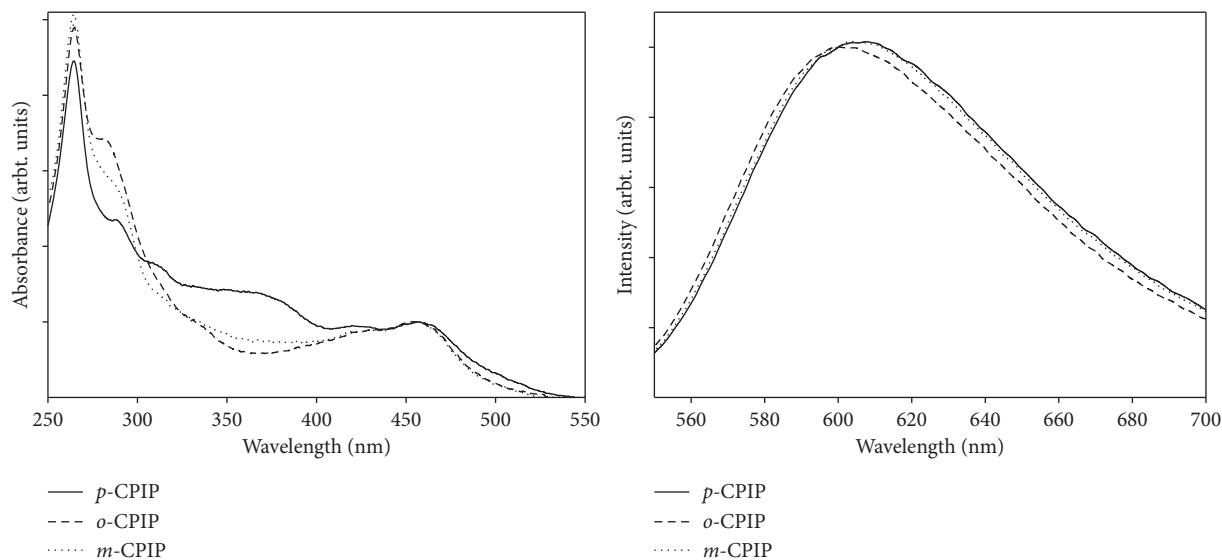 Absorbance (arbt. units)
250 300 350 400 450 500 550
Wavelength (nm)
p-CPIP
o-CPIP
m-CPIP
Intensity (arbt. units)
560 580 600 620 640 660 680 700
Wavelength (nm)
p-CPIP
o-CPIP
m-CPIP